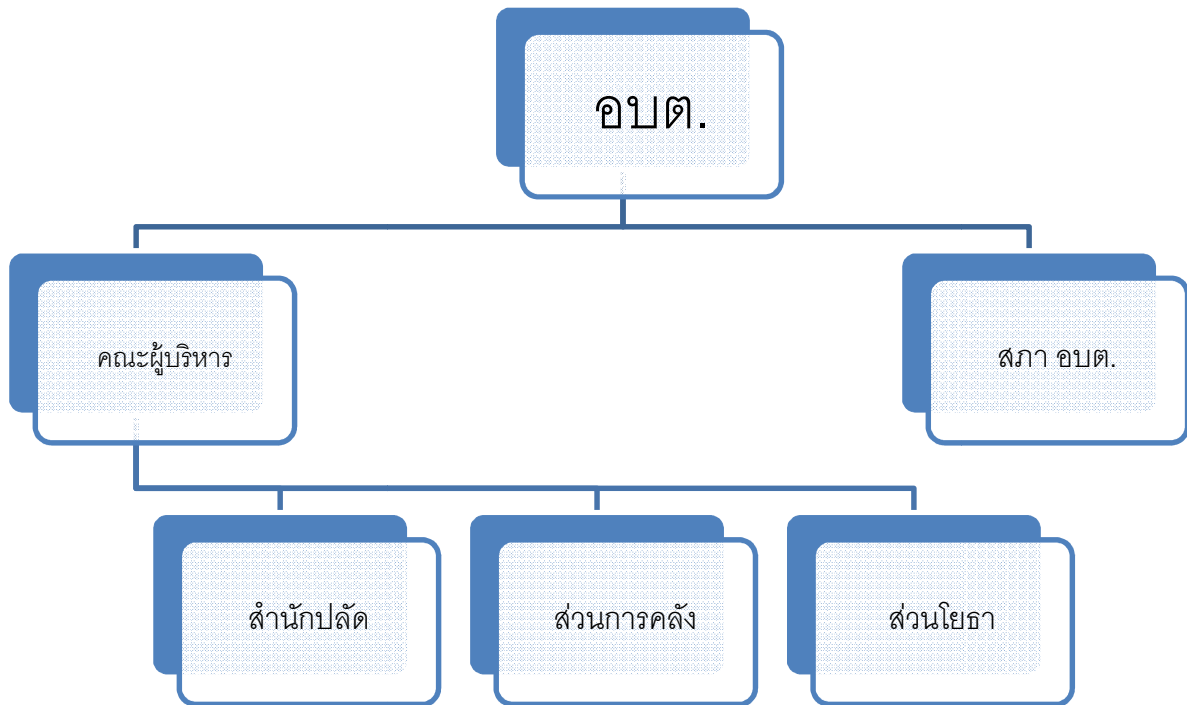 อบต.
คณะผู้บริหาร
สภา อบต.
สำนักปลัด
ส่วนการคลัง
ส่วนโยธา